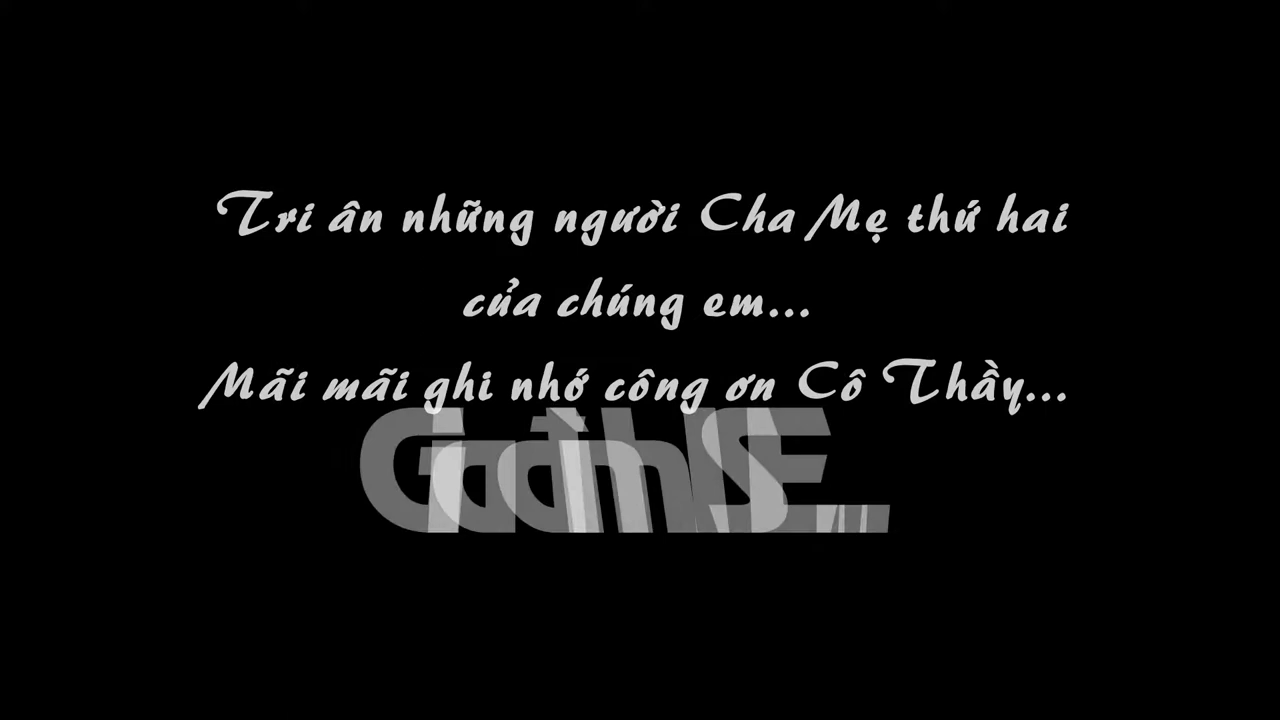 Tri ân những người Cha Mẹ thứ hai
của chúng em...
Mãi mãi ghi nhớ công ơn Cô Thầy...